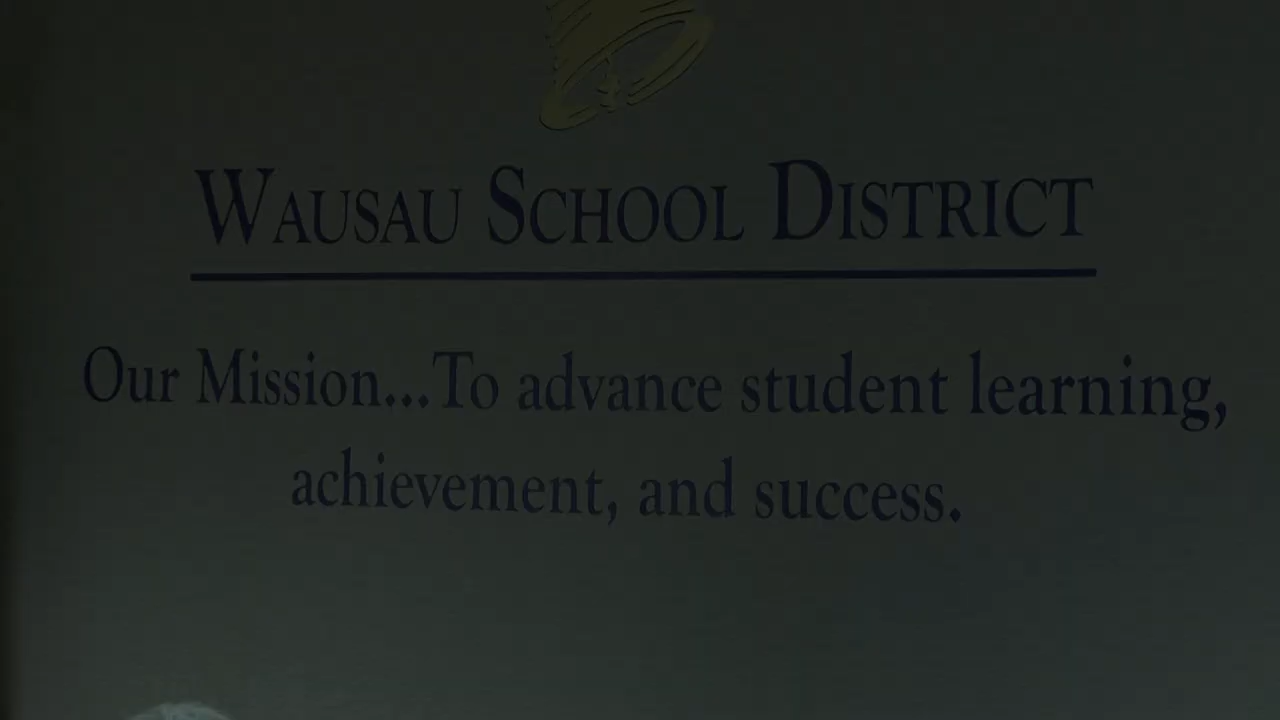 WAUSAU SCHOOL DISTRICT
Our Mission...To advance student learning,
achievement, and success.